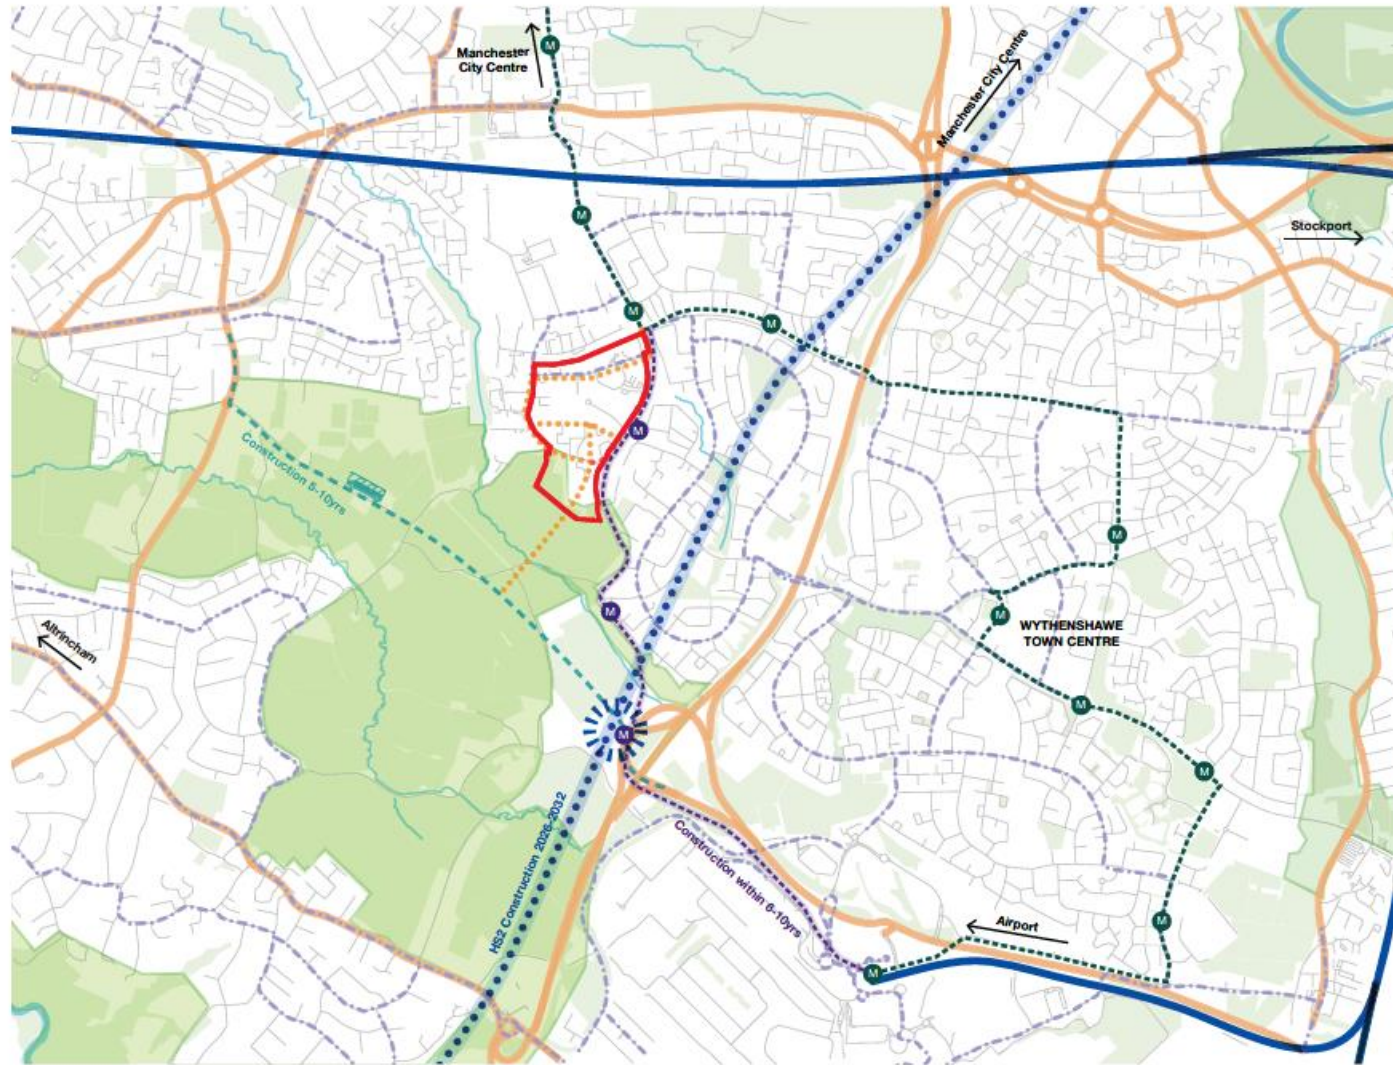 M
Manchester
City Centre
Manchester City Centre
M
Stockport
M
M
M
Construction 5-10yrs
M
M
M
WYTHENSHAWE
TOWN CENTRE
Altrincham
M
M
M
HS2 Construction 2026-2032
Construction within 6-10yrs
M
Airport
M